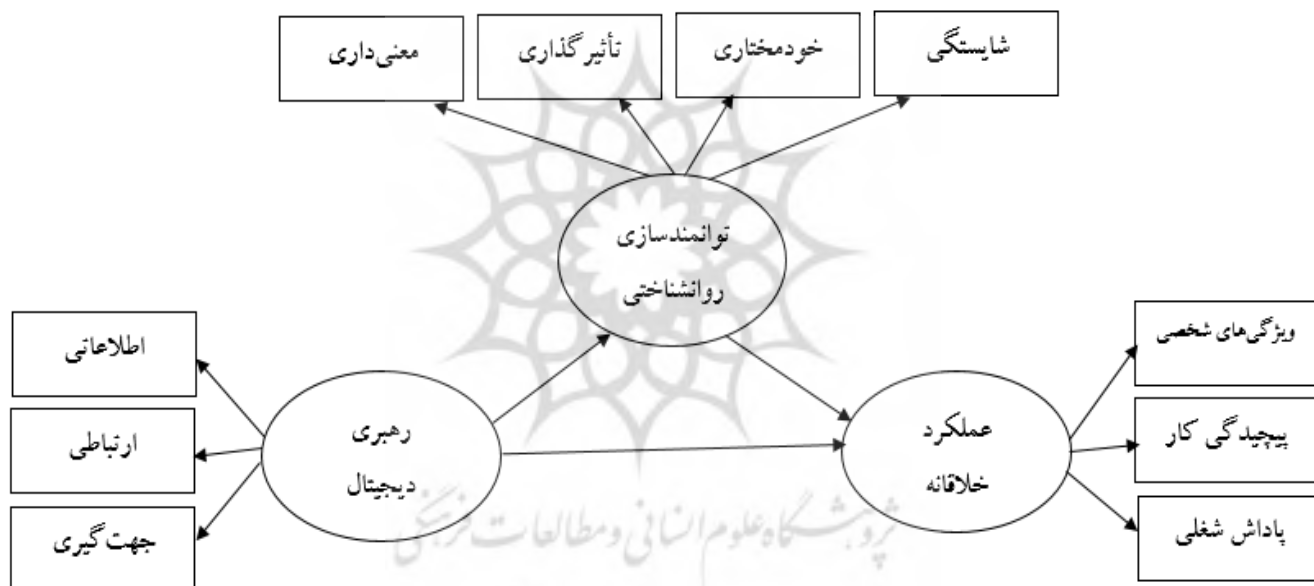 شایستگی
خودمختاری
تأثیرگذاری
معنی‌داری
توانمندسازی
روانشناختی
ویژگی‌های شخصی
پیچیدگی کار
پاداش شغلی
عملکرد
خلاقانه
رهبری
دیجیتال
اطلاعاتی
ارتباطی
جهت‌گیری
پژوهشگاه علوم انسانی و مطالعات فرهنگی